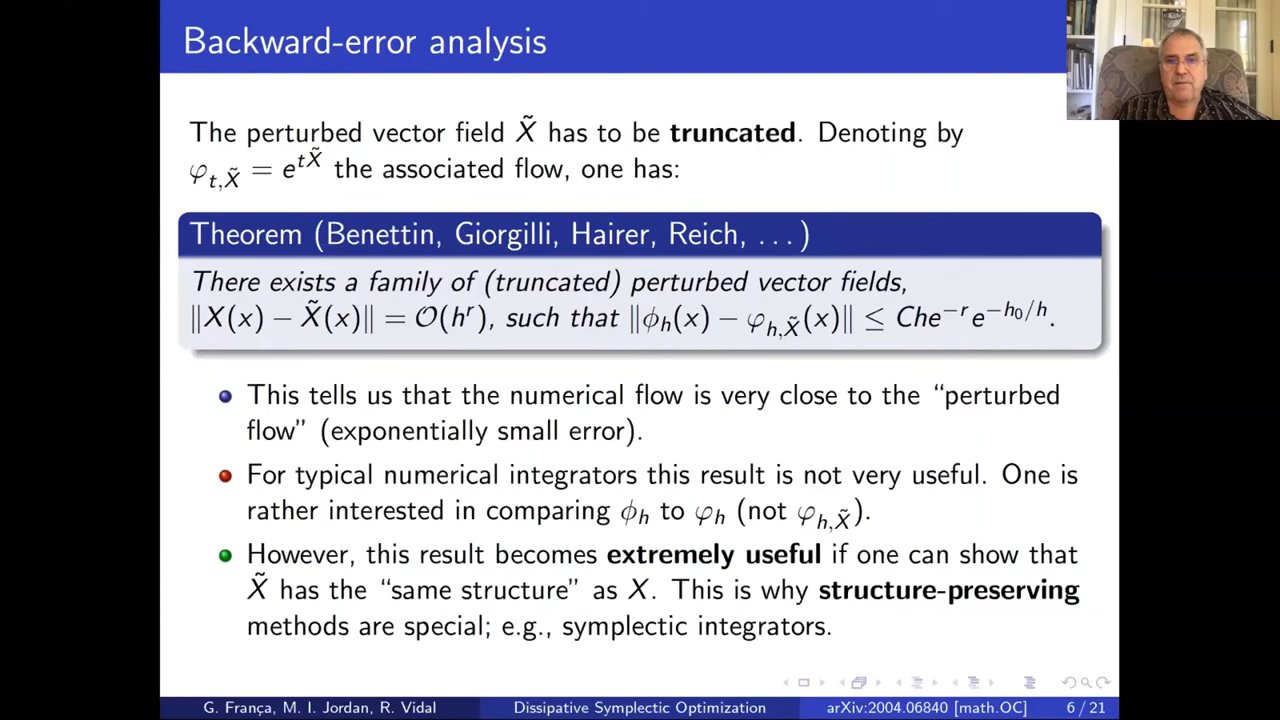 Backward-error analysis
The perturbed vector field X̃ has to be truncated. Denoting by
φ_{t,X̃} = e^{tX̃} the associated flow, one has:
Theorem (Benettin, Giorgilli, Hairer, Reich, . . . )
There exists a family of (truncated) perturbed vector fields,
‖X(x) − X̃(x)‖ = 𝒪(h^r), such that ‖ϕ_h(x) − φ_{h,X̃}(x)‖ ≤ Che^{−r}e^{−h₀/h}.
This tells us that the numerical flow is very close to the “perturbed
flow” (exponentially small error).
For typical numerical integrators this result is not very useful. One is
rather interested in comparing ϕ_h to φ_h (not φ_{h,X̃}).
However, this result becomes extremely useful if one can show that
X̃ has the “same structure” as X. This is why structure-preserving
methods are special; e.g., symplectic integrators.
G. França, M. I. Jordan, R. Vidal Dissipative Symplectic Optimization arXiv:2004.06840 [math.OC] 6 / 21